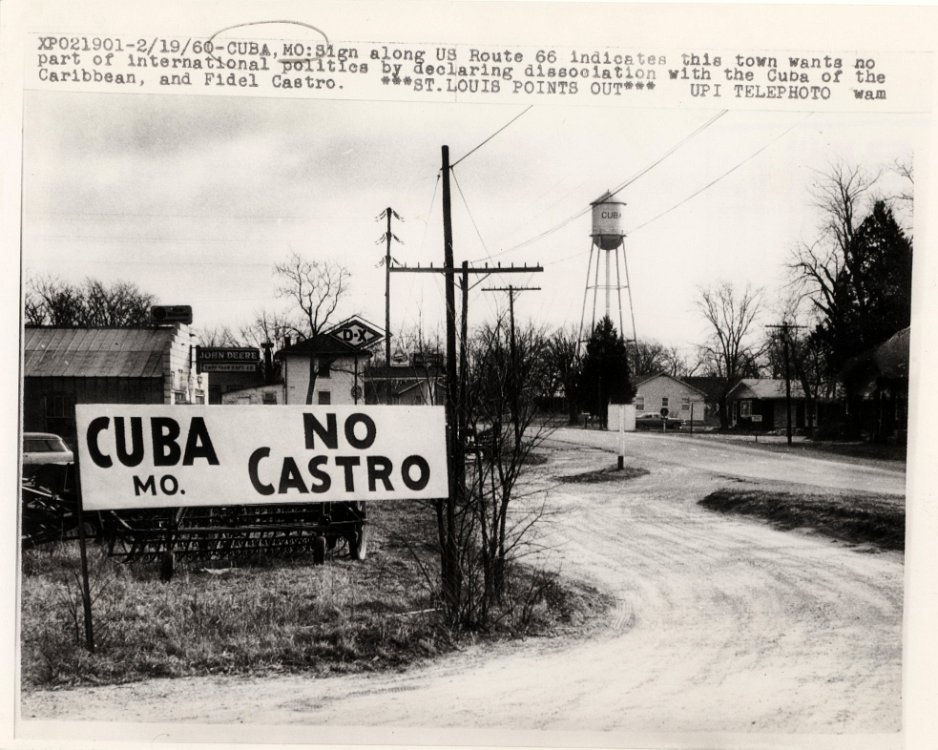 XP021901-2/19/60-CUBA, MO:Sign along US Route 66 indicates this town wants no
part of international politics by declaring dissociation with the Cuba of the
Caribbean, and Fidel Castro. ***ST.LOUIS POINTS OUT*** UPI TELEPHOTO wam
CUBA
D-X
JOHN DEERE
CUBA NO
MO. CASTRO